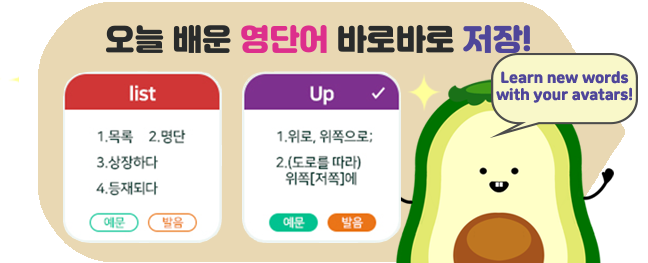 오늘 배운 영단어 바로바로 저장!
Learn new words
with your avatars!
list
1.목록 2.명단
3.상장하다
4.등재되다
예문 발음
Up
1.위로, 위쪽으로;
2.(도로를 따라)
위쪽[저쪽]에
예문 발음